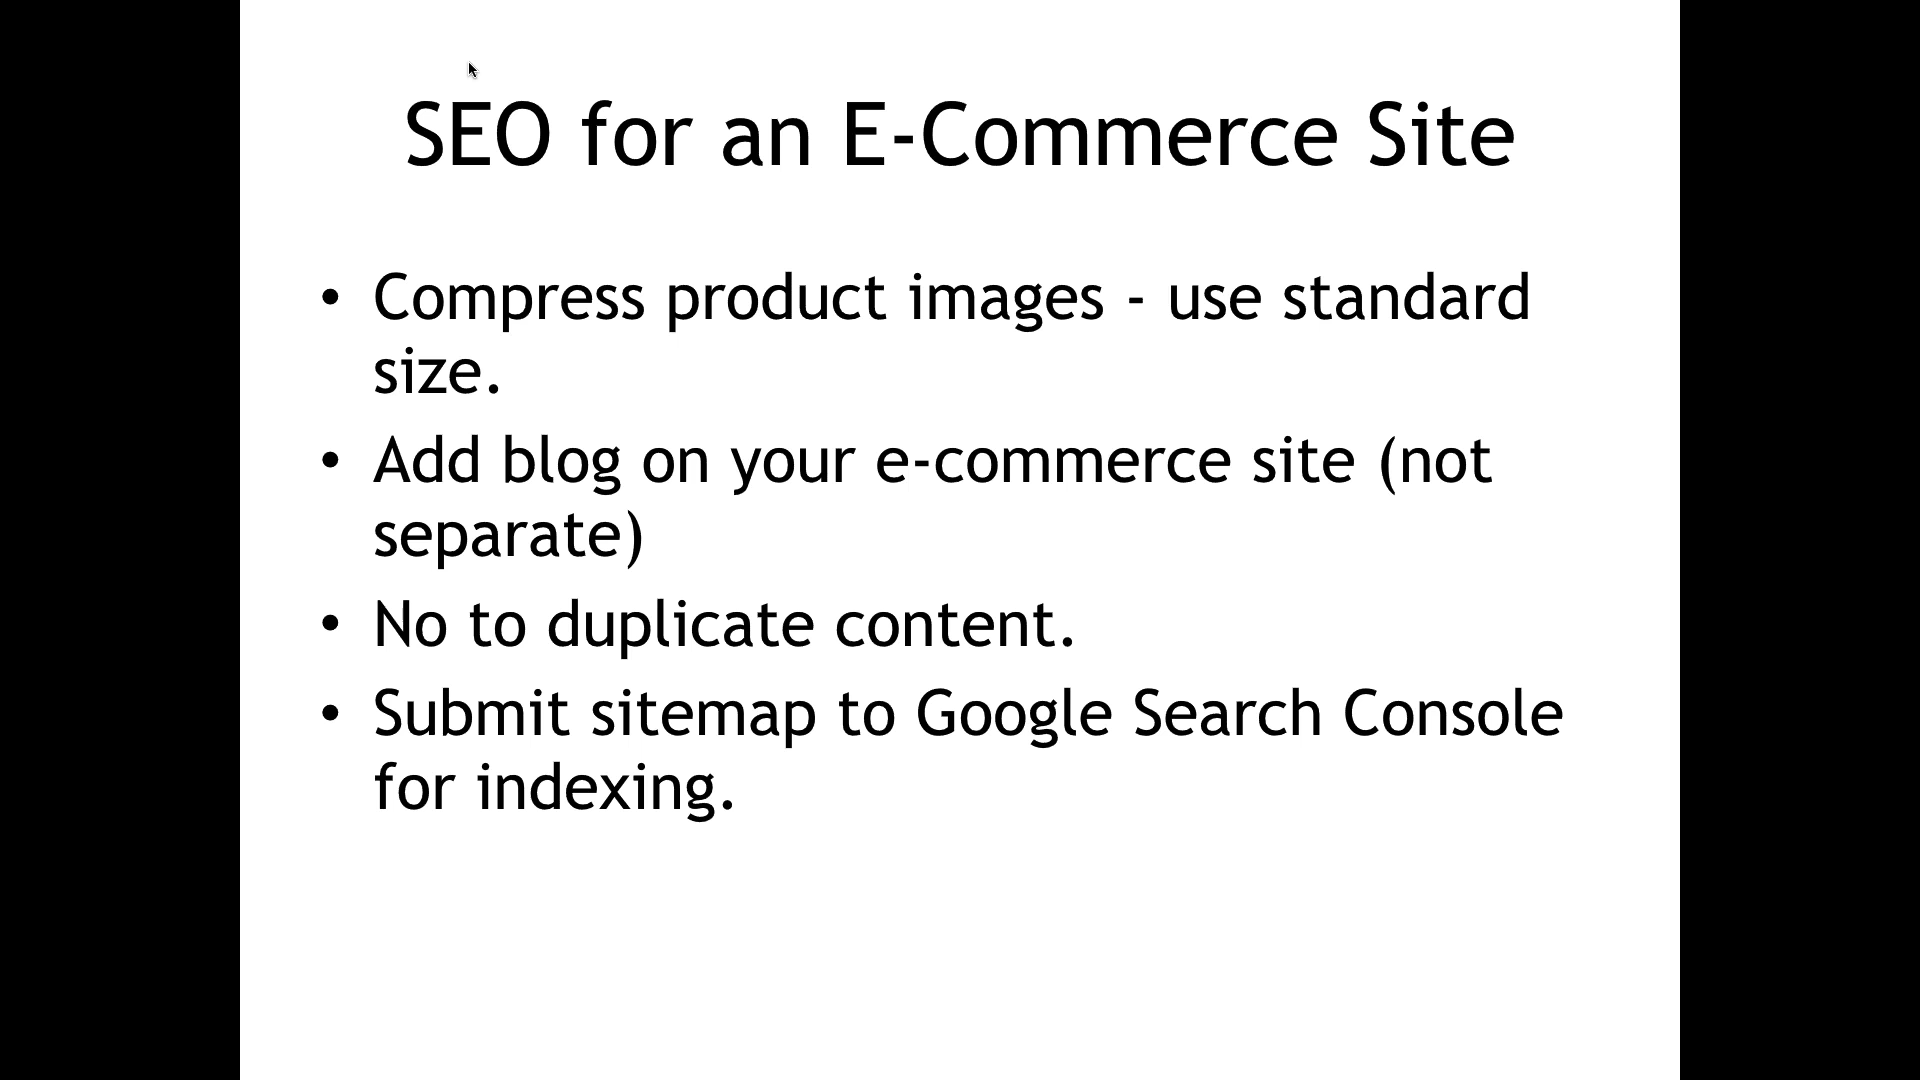 SEO for an E-Commerce Site
• Compress product images - use standard
size.
• Add blog on your e-commerce site (not
separate)
• No to duplicate content.
• Submit sitemap to Google Search Console
for indexing.